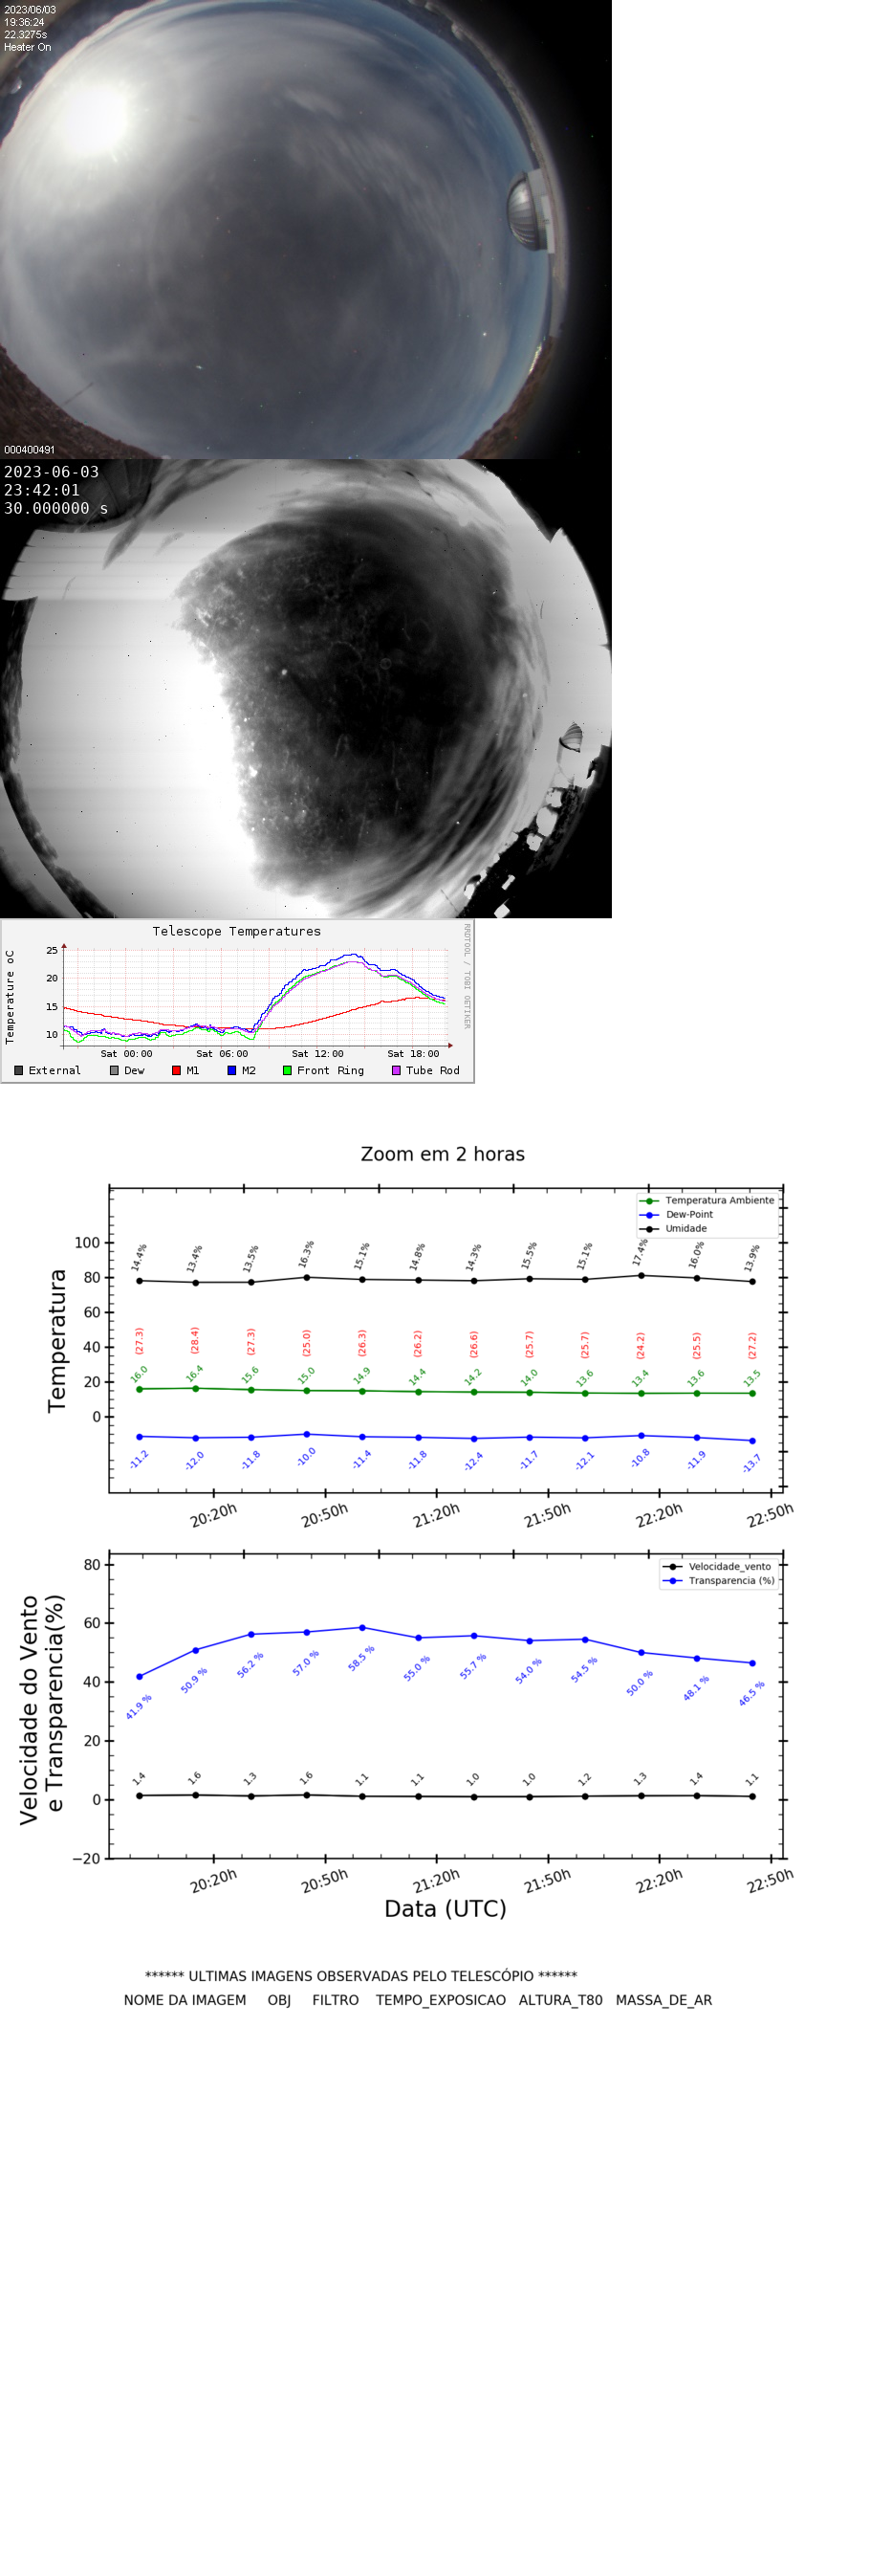 2023/06/03
19:36:24
22.3275s
Heater On
000400491
2023-06-03
23:42:01
30.000000 s
Telescope Temperatures
RRDTOOL / TOBI OETIKER
Temperature oC
25
20
15
10
Sat 00:00 Sat 06:00 Sat 12:00 Sat 18:00
External Dew M1 M2 Front Ring Tube Rod
Zoom em 2 horas
Temperatura
Temperatura Ambiente
Dew-Point
Umidade
100
80
60
40
20
0
14.4% 13.4% 13.5% 16.3% 15.1% 14.8% 14.3% 15.5% 15.1% 17.4% 16.0% 13.9%
(27.3) (28.4) (27.3) (25.0) (26.3) (26.2) (26.6) (25.7) (25.7) (24.2) (25.5) (27.2)
16.0 16.4 15.6 15.0 14.9 14.4 14.2 14.0 13.6 13.4 13.6 13.5
-11.2 -12.0 -11.8 -10.0 -11.4 -11.8 -12.4 -11.7 -12.1 -10.8 -11.9 -13.7
20:20h 20:50h 21:20h 21:50h 22:20h 22:50h
Velocidade do Vento
e Transparencia(%)
Velocidade_vento
Transparencia (%)
80
60
40
20
0
−20
41.9 % 50.9 % 56.2 % 57.0 % 58.5 % 55.0 % 55.7 % 54.0 % 54.5 % 50.0 % 48.1 % 46.5 %
1.4 1.6 1.3 1.6 1.1 1.1 1.0 1.0 1.2 1.3 1.4 1.1
20:20h 20:50h 21:20h 21:50h 22:20h 22:50h
Data (UTC)
****** ULTIMAS IMAGENS OBSERVADAS PELO TELESCÓPIO ******
NOME DA IMAGEM OBJ FILTRO TEMPO_EXPOSICAO ALTURA_T80 MASSA_DE_AR